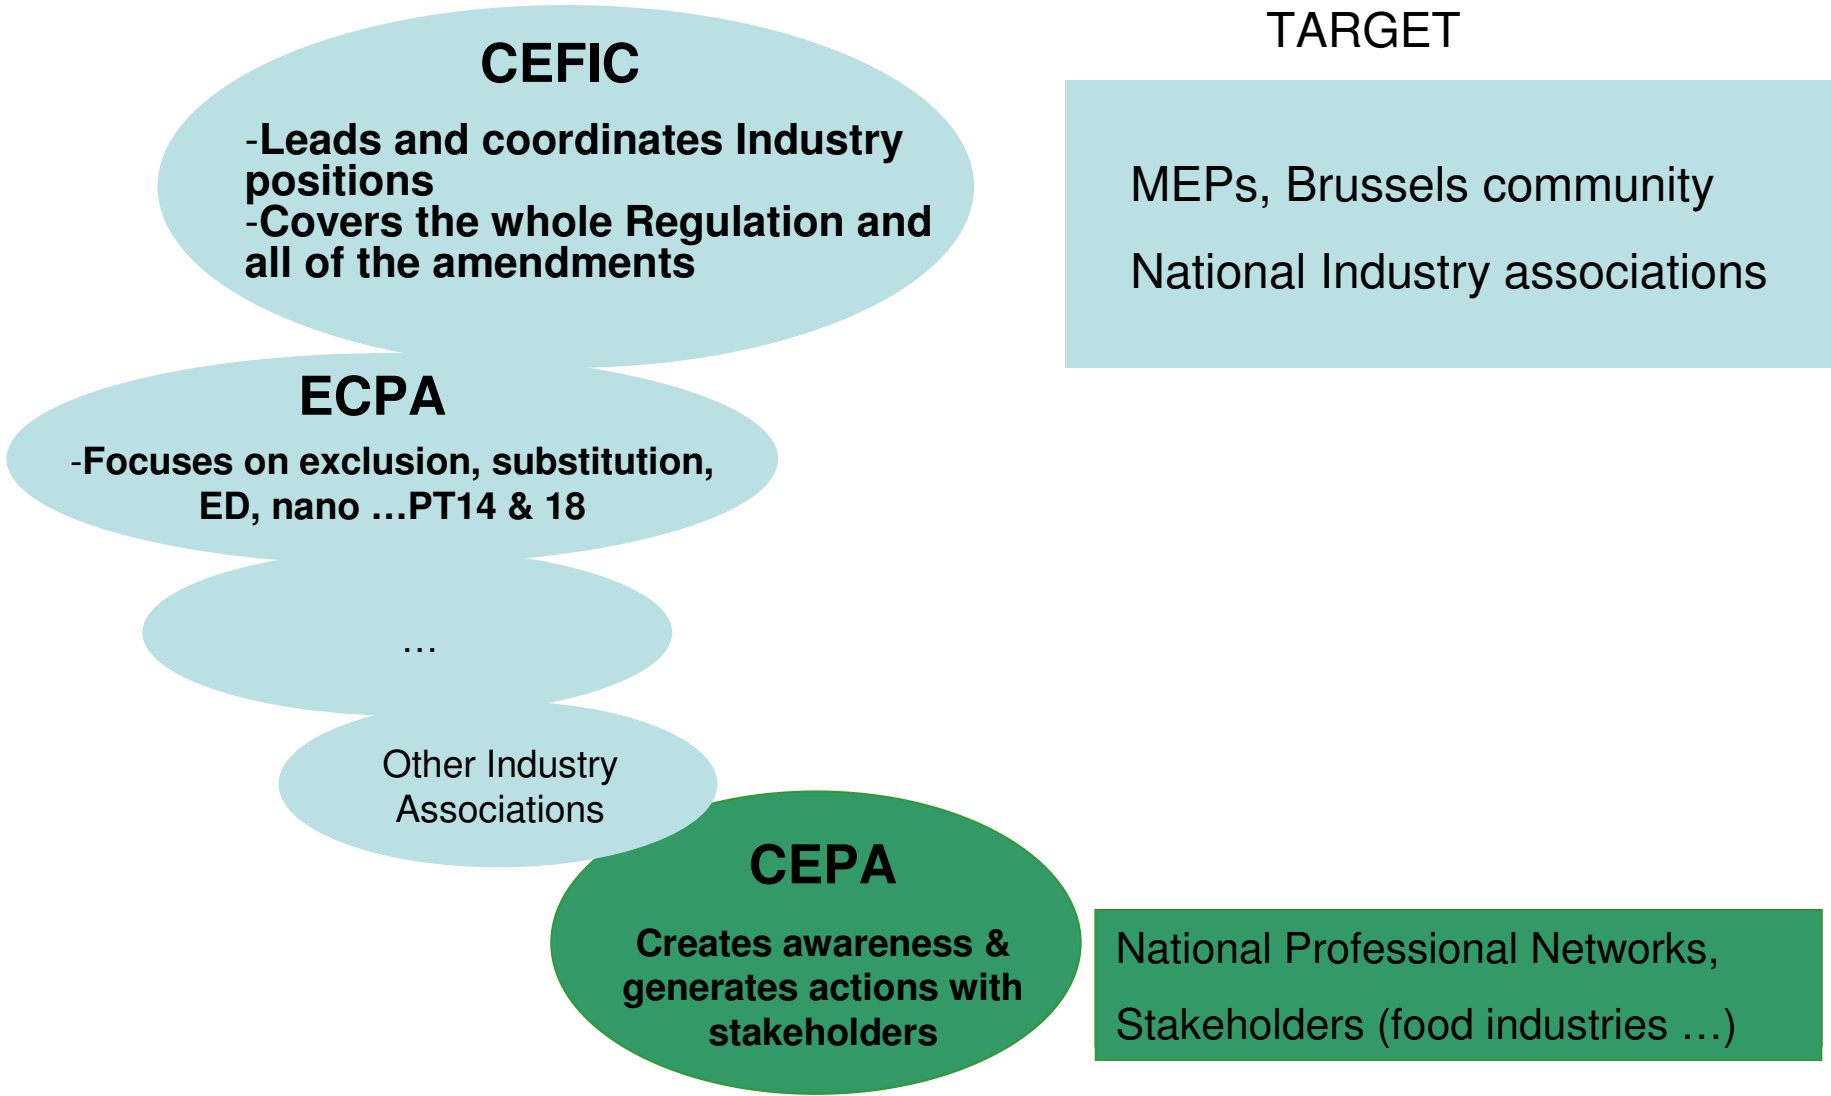 CEFIC
-Leads and coordinates Industry
positions
-Covers the whole Regulation and
all of the amendments
TARGET
MEPs, Brussels community
National Industry associations
ECPA
-Focuses on exclusion, substitution,
ED, nano …PT14 & 18
…
Other Industry
Associations
CEPA
Creates awareness &
generates actions with
stakeholders
National Professional Networks,
Stakeholders (food industries …)